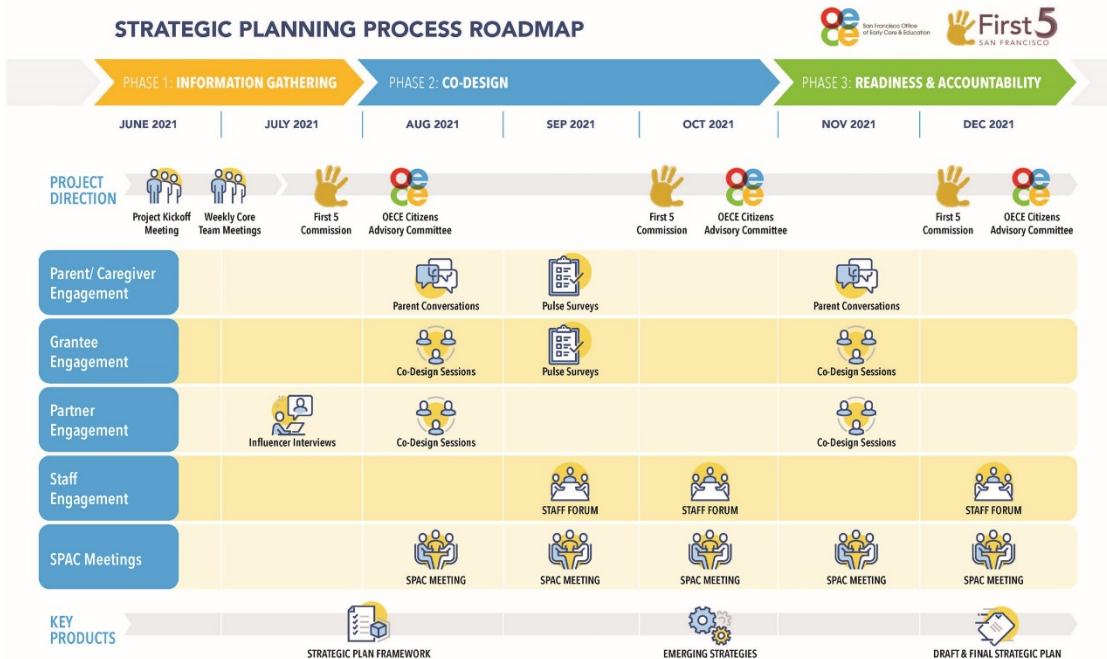 STRATEGIC PLANNING PROCESS ROADMAP
OECE
San Francisco Office
of Early Care & Education
First 5
SAN FRANCISCO
PHASE 1: INFORMATION GATHERING
PHASE 2: CO-DESIGN
PHASE 3: READINESS & ACCOUNTABILITY
JUNE 2021
JULY 2021
AUG 2021
SEP 2021
OCT 2021
NOV 2021
DEC 2021
PROJECT
DIRECTION
Project Kickoff
Meeting
Weekly Core
Team Meetings
First 5
Commission
OECE
OECE Citizens
Advisory Committee
First 5
Commission
OECE
OECE Citizens
Advisory Committee
First 5
Commission
OECE
OECE Citizens
Advisory Committee
Parent/ Caregiver
Engagement
Parent Conversations
Pulse Surveys
Parent Conversations
Grantee
Engagement
Co-Design Sessions
Pulse Surveys
Co-Design Sessions
Partner
Engagement
Influencer Interviews
Co-Design Sessions
Co-Design Sessions
Staff
Engagement
STAFF FORUM
STAFF FORUM
STAFF FORUM
SPAC Meetings
SPAC MEETING
SPAC MEETING
SPAC MEETING
SPAC MEETING
SPAC MEETING
KEY
PRODUCTS
STRATEGIC PLAN FRAMEWORK
EMERGING STRATEGIES
DRAFT & FINAL STRATEGIC PLAN